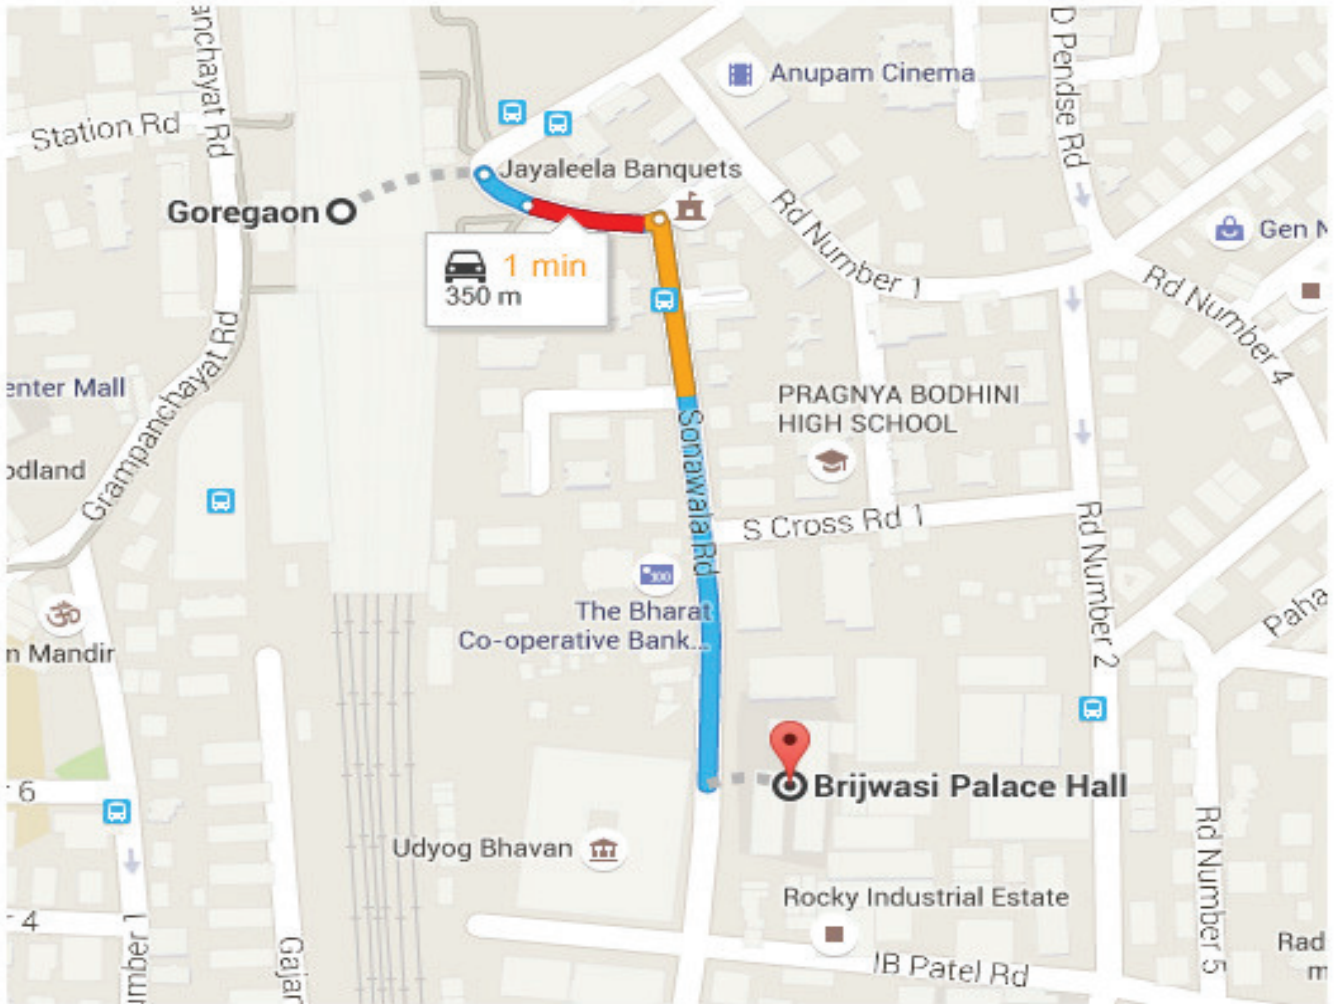 anchayat Rd
Station Rd
Goregaon
Jayaleela Banquets
Anupam Cinema
D Pendse Rd
1 min
350 m
Rd Number 1
Gen N
Rd Number 4
enter Mall
odland
Grampanchayat Rd
PRAGNYA BODHINI
HIGH SCHOOL
Sonawala Rd
S Cross Rd 1
300
The Bharat
Co-operative Bank...
Rd Number 2
Paha
n Mandir
Brijwasi Palace Hall
6
Udyog Bhavan
Rd Number 5
Rocky Industrial Estate
4
umber 1
Gajar
JB Patel Rd
Rad
m